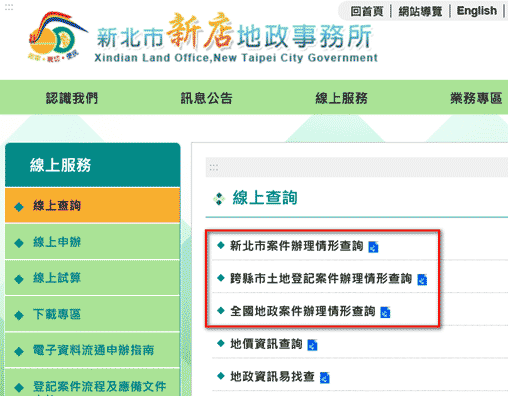 回首頁 網站導覽 English
新北市新店地政事務所
Xindian Land Office,New Taipei City Government
認識我們 訊息公告 線上服務 業務專區
線上服務
線上查詢
線上申辦
線上試算
下載專區
電子資料流通申辦指南
登記案件流程及應備文件
線上查詢
新北市案件辦理情形查詢
跨縣市土地登記案件辦理情形查詢
全國地政案件辦理情形查詢
地價資訊查詢
地政資訊易找查